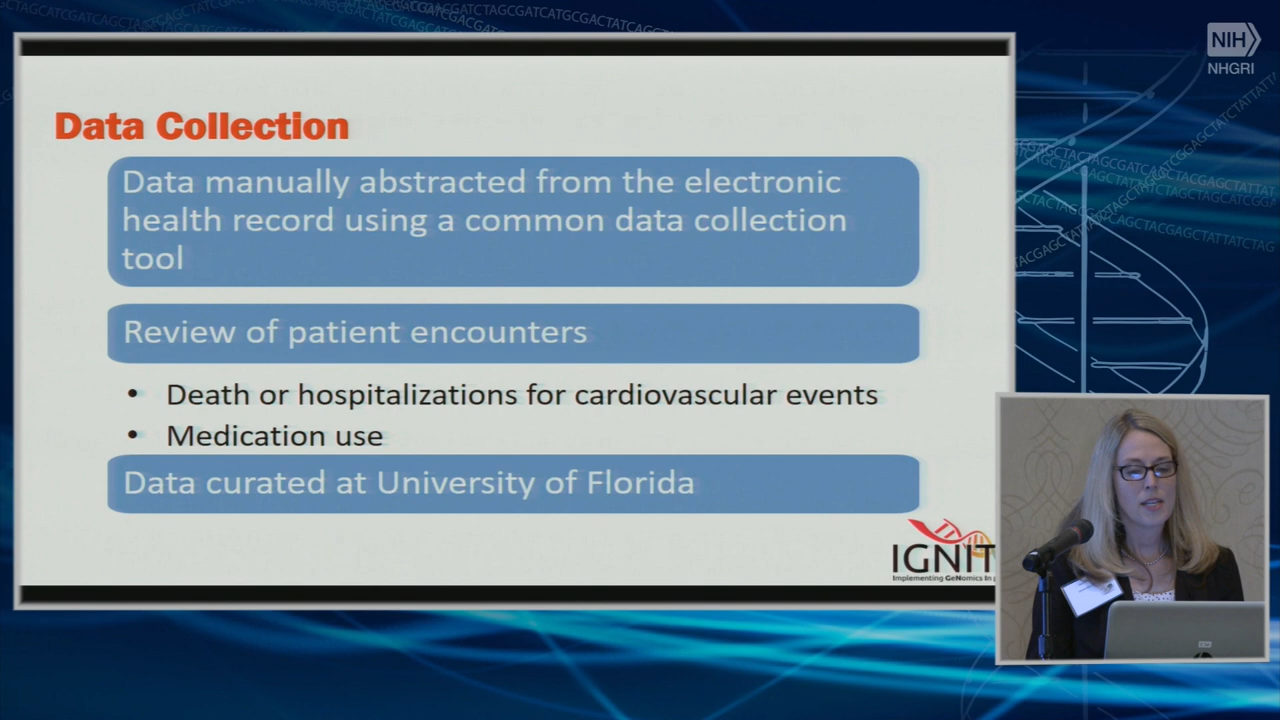 NIH
NHGRI
Data Collection
Data manually abstracted from the electronic
health record using a common data collection
tool
Review of patient encounters
• Death or hospitalizations for cardiovascular events
• Medication use
Data curated at University of Florida
IGNIT
Implementing GeNomics In p